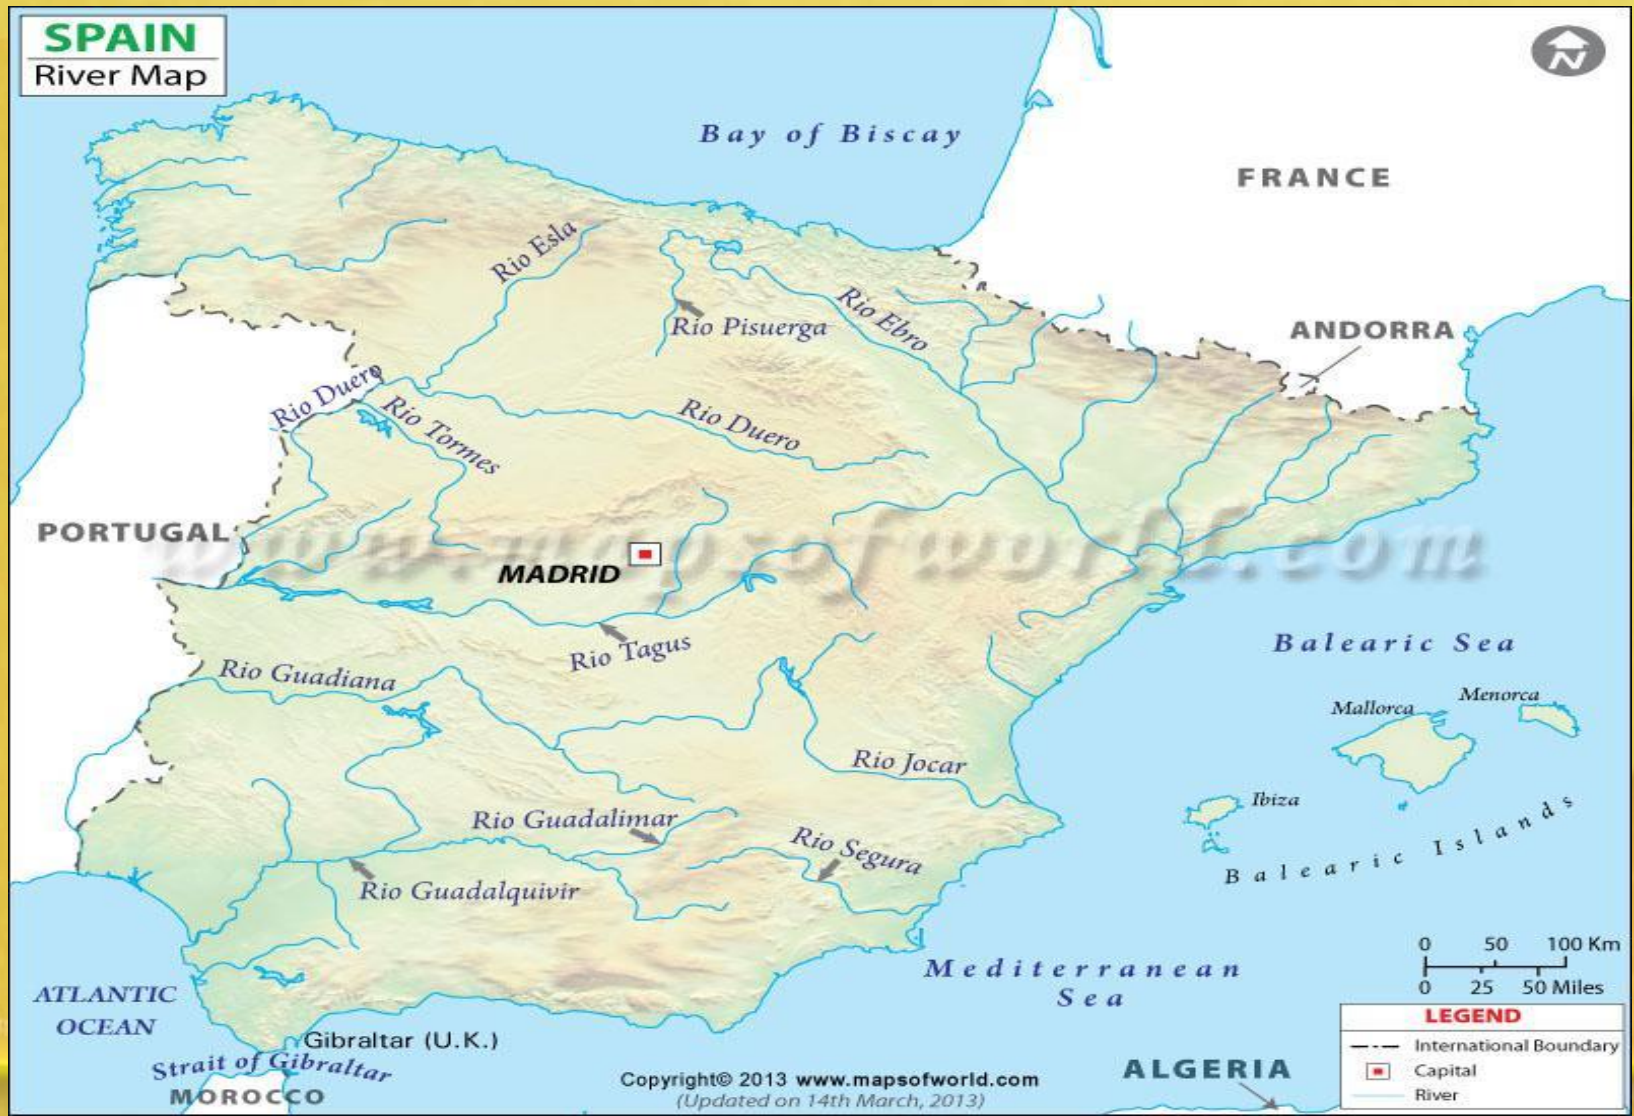 SPAIN
River Map
N
Bay of Biscay
FRANCE
Rio Esla
Rio Ebro
Rio Pisuerga
ANDORRA
Rio Duero
Rio Tormes
Rio Duero
PORTUGAL
www.mapsofworld.com
MADRID
Rio Tagus
Balearic Sea
Rio Guadiana
Menorca
Mallorca
Rio Jocar
Ibiza
Rio Guadalimar
Rio Segura
Balearic Islands
Rio Guadalquivir
0 50 100 Km
0 25 50 Miles
Mediterranean
Sea
ATLANTIC
OCEAN
LEGEND
International Boundary
Capital
River
Gibraltar (U.K.)
Strait of Gibraltar
MOROCCO
ALGERIA
Copyright© 2013 www.mapsofworld.com
(Updated on 14th March, 2013)